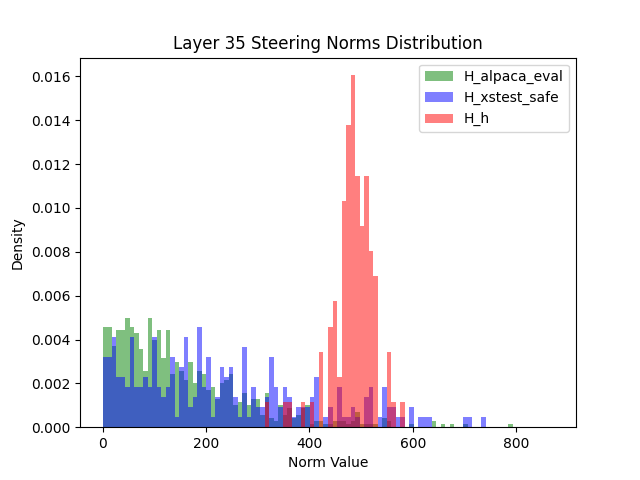 Layer 35 Steering Norms Distribution
H_alpaca_eval
H_xstest_safe
H_h
Density
0.016
0.014
0.012
0.010
0.008
0.006
0.004
0.002
0.000
0 200 400 600 800
Norm Value